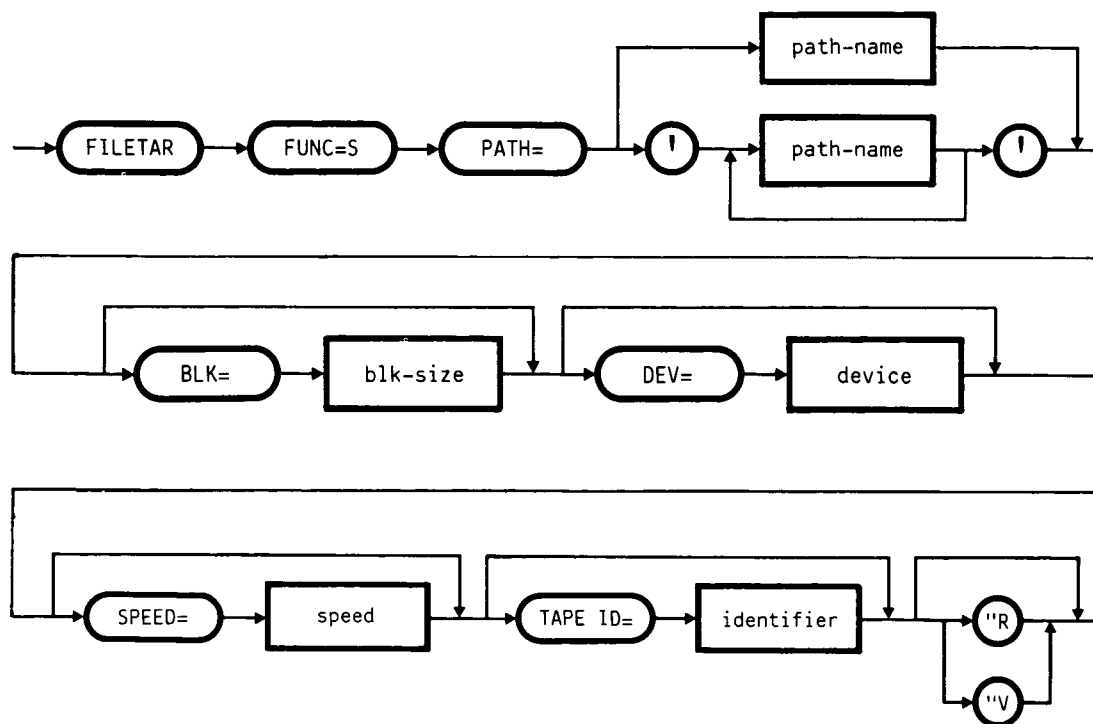 path-name
FILETAR FUNC=S PATH= ' path-name '
BLK= blk-size DEV= device
SPEED= speed TAPE ID= identifier "R
"V